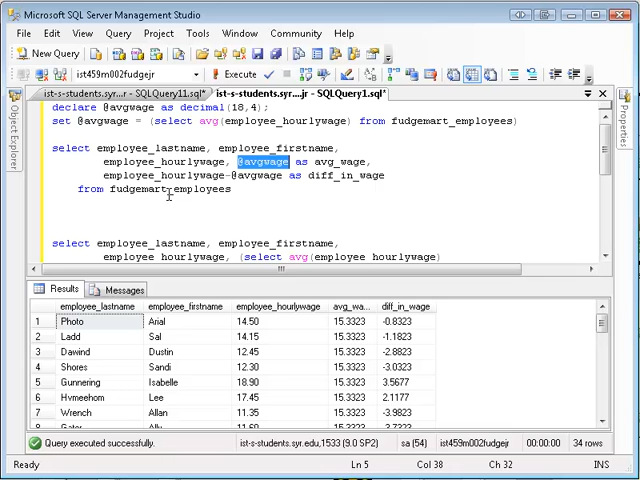 Microsoft SQL Server Management Studio
File Edit View Query Project Tools Window Community Help
New Query
ist459m002fudgejr Execute
ist-s-students.syr....r - SQLQuery11.sql* ist-s-students.syr....jr - SQLQuery1.sql*
Object Explorer
Properties
declare @avgwage as decimal(18,4);
set @avgwage = (select avg(employee_hourlywage) from fudgemart_employees)
select employee_lastname, employee_firstname,
employee_hourlywage, @avgwage as avg_wage,
employee_hourlywage-@avgwage as diff_in_wage
from fudgemart_employees
select employee_lastname, employee_firstname,
employee_hourlywage, (select avg(employee_hourlywage)
Results Messages
employee_lastname employee_firstname employee_hourlywage avg_wa... diff_in_wage
1 Photo Arial 14.50 15.3323 -0.8323
2 Ladd Sal 14.15 15.3323 -1.1823
3 Dawind Dustin 12.45 15.3323 -2.8823
4 Shores Sandi 12.30 15.3323 -3.0323
5 Gunnering Isabelle 18.90 15.3323 3.5677
6 Hvmeehom Lee 17.45 15.3323 2.1177
7 Wrench Allan 11.35 15.3323 -3.9823
8 15.3323
Query executed successfully. ist-s-students.syr.edu,1533 (9.0 SP2) sa (54) ist459m002fudgejr 00:00:00 34 rows
Ready Ln 5 Col 38 Ch 32 INS